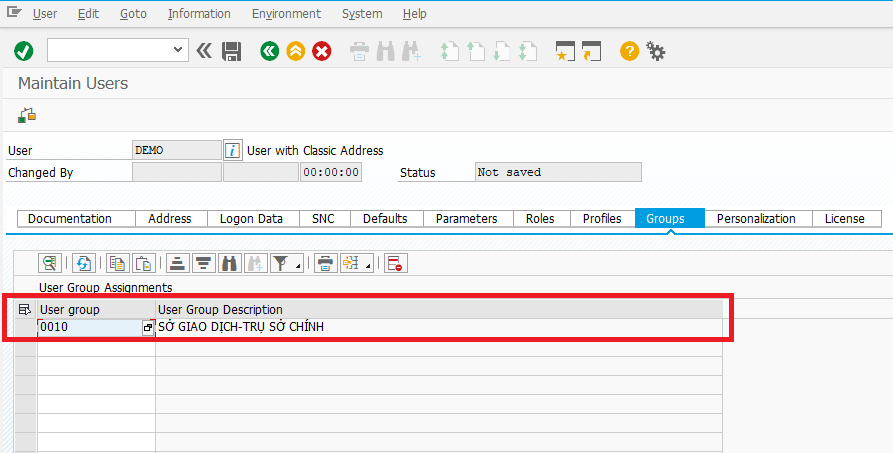 User Edit Goto Information Environment System Help
Maintain Users
User DEMO User with Classic Address
Changed By 00:00:00 Status Not saved
Documentation Address Logon Data SNC Defaults Parameters Roles Profiles Groups Personalization License
User Group Assignments
User group User Group Description
0010 SỞ GIAO DỊCH-TRỤ SỞ CHÍNH